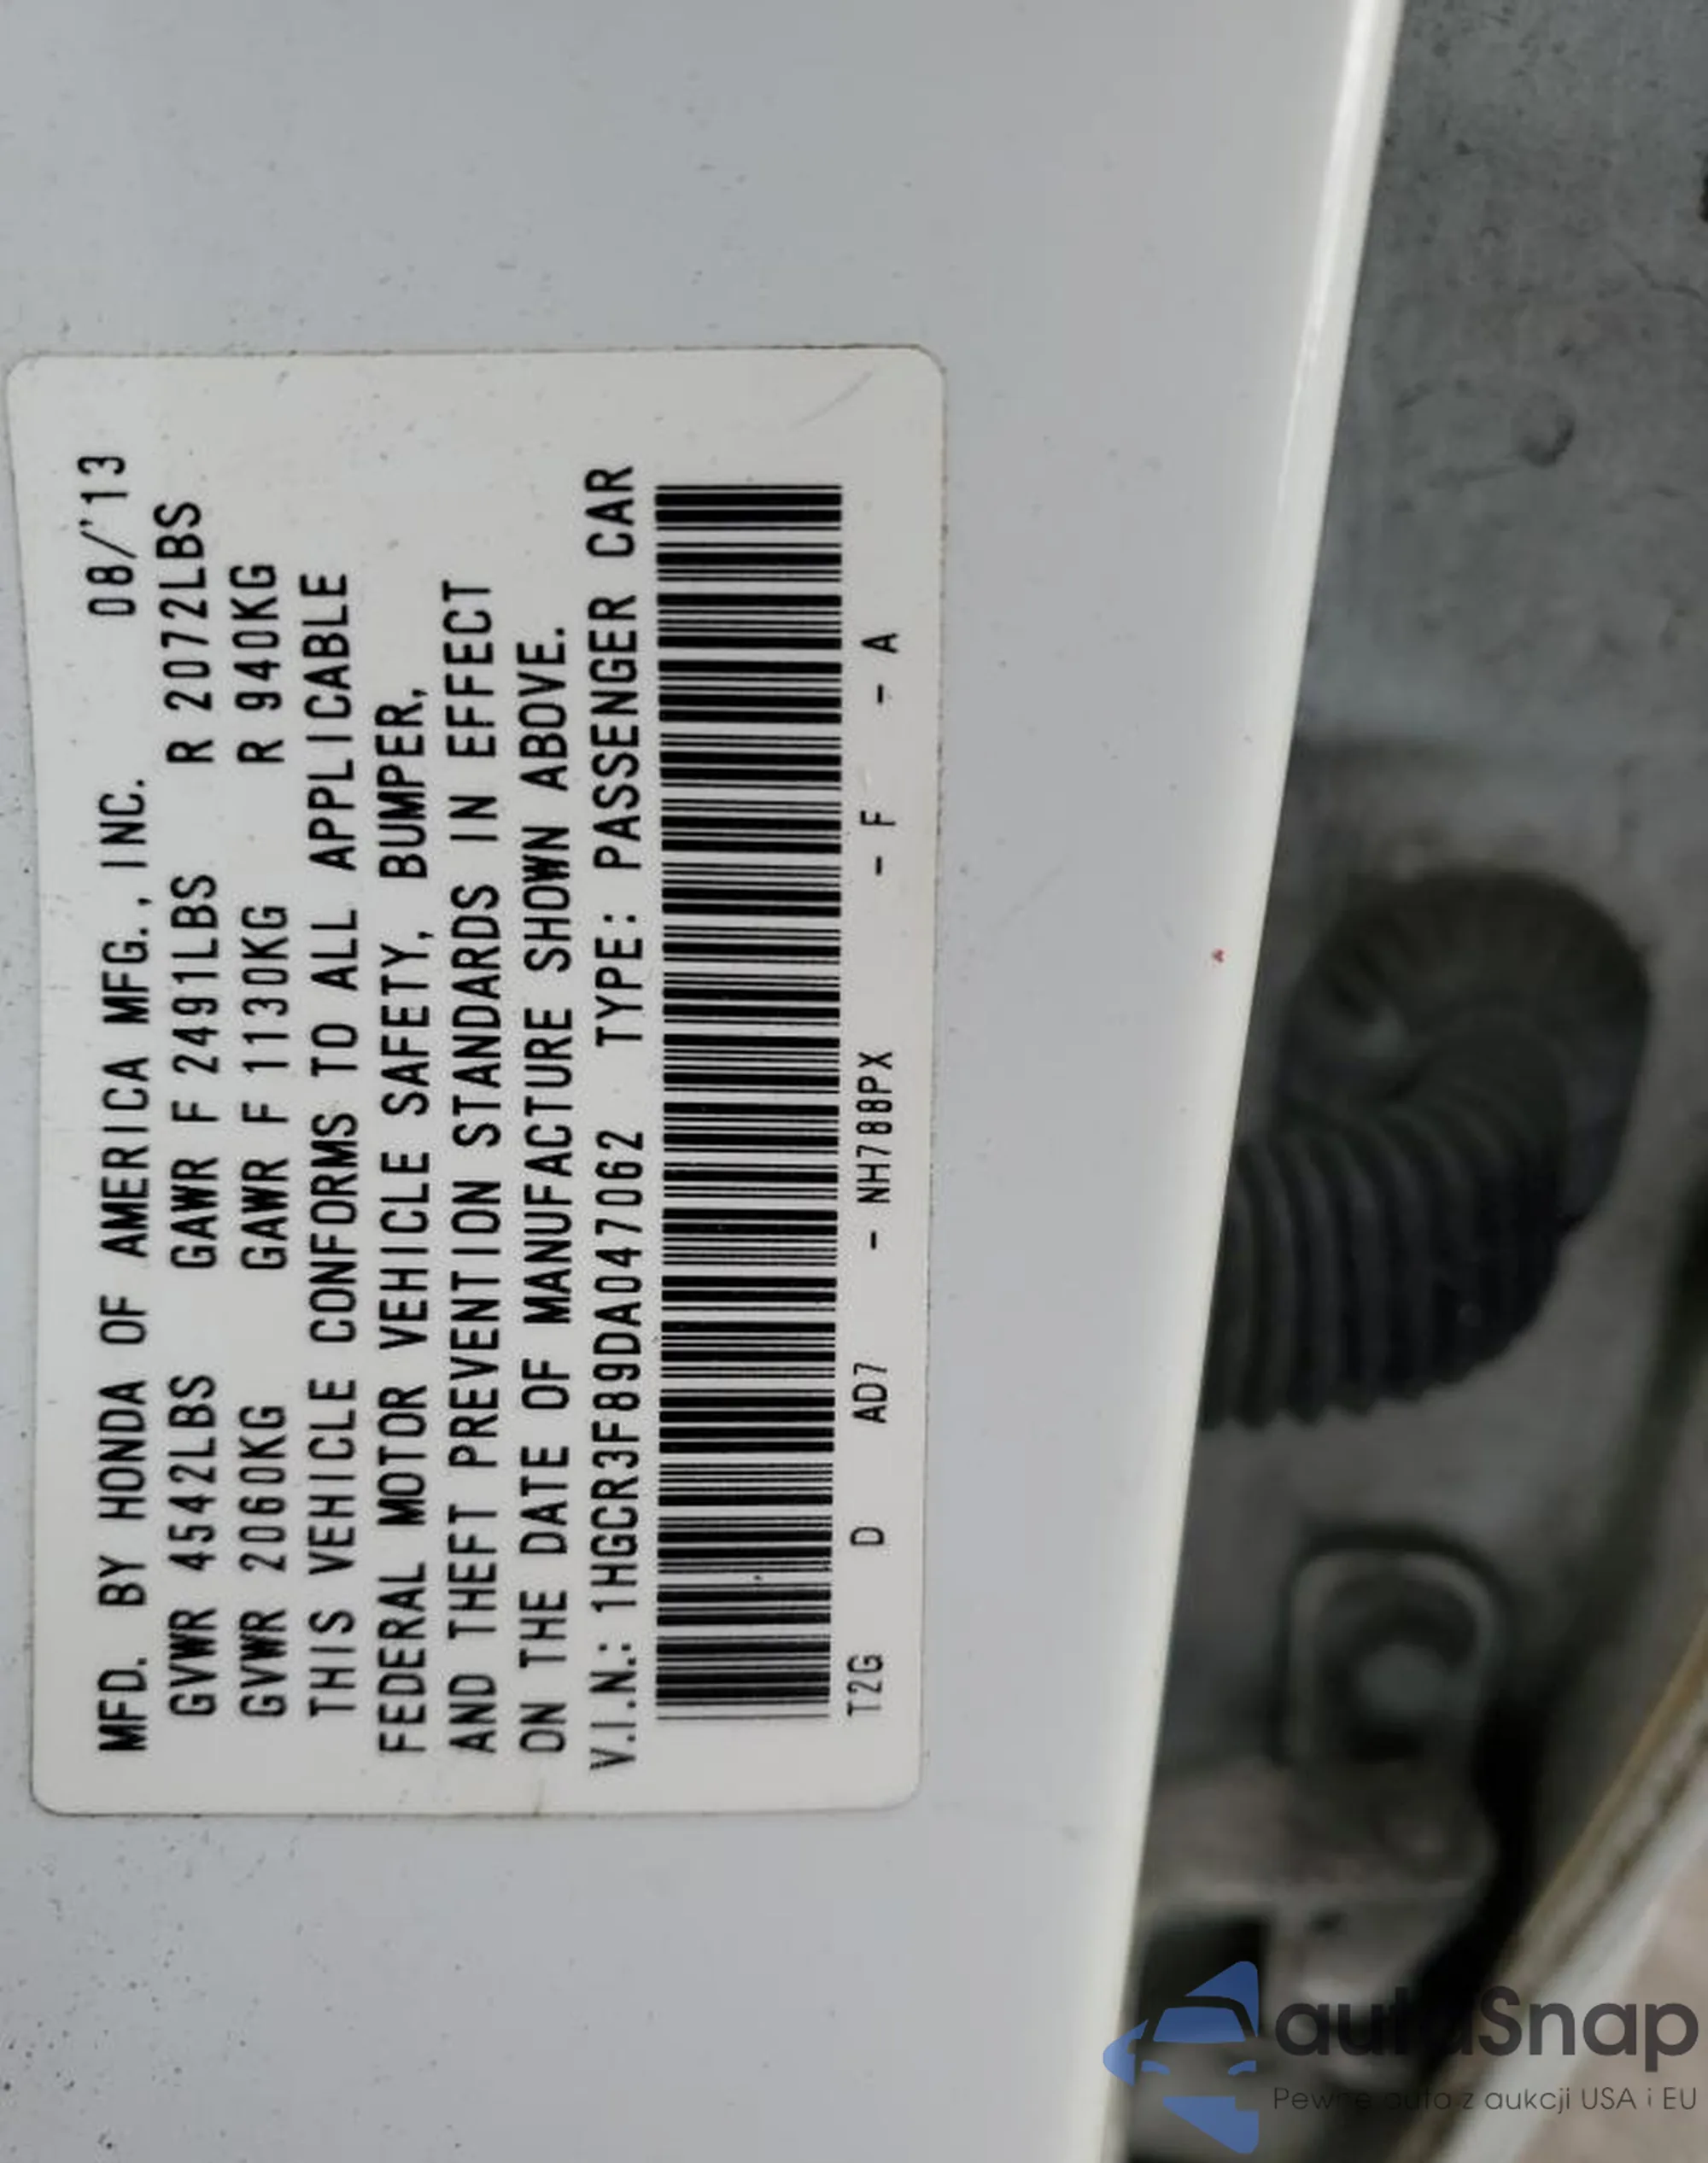 MFD. BY HONDA OF AMERICA MFG., INC. 08/'13
GVWR 4542LBS GAWR F 2491LBS R 2072LBS
GVWR 2060KG GAWR F 1130KG R 940KG
THIS VEHICLE CONFORMS TO ALL APPLICABLE
FEDERAL MOTOR VEHICLE SAFETY, BUMPER,
AND THEFT PREVENTION STANDARDS IN EFFECT
ON THE DATE OF MANUFACTURE SHOWN ABOVE.
V.I.N.: 1HGCR3F89DA047062 TYPE: PASSENGER CAR
T2G D AD7 - NH788PX - F - A
autoSnap
Pewne auto z aukcji USA i EU